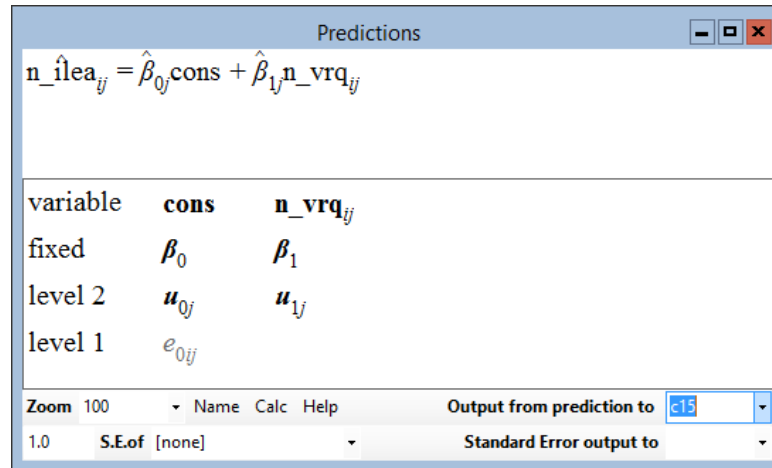 Predictions
n_îlea_ij = β̂_0j cons + β̂_1j n_vrq_ij
variable cons n_vrq_ij
fixed β_0 β_1
level 2 u_0j u_1j
level 1 e_0ij
Zoom 100 Name Calc Help Output from prediction to c15
1.0 S.E.of [none] Standard Error output to